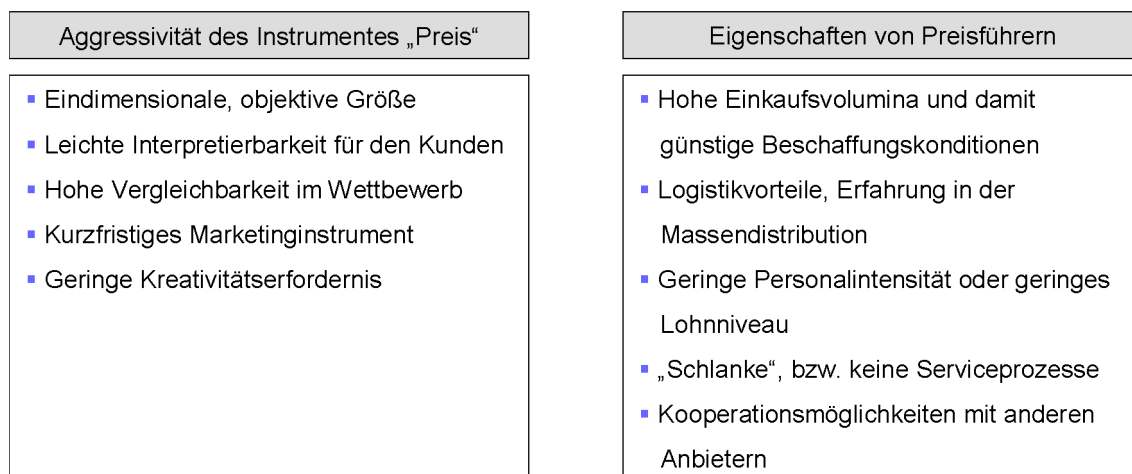 Aggressivität des Instrumentes „Preis“
▪ Eindimensionale, objektive Größe
▪ Leichte Interpretierbarkeit für den Kunden
▪ Hohe Vergleichbarkeit im Wettbewerb
▪ Kurzfristiges Marketinginstrument
▪ Geringe Kreativitätserfordernis
Eigenschaften von Preisführern
▪ Hohe Einkaufsvolumina und damit
günstige Beschaffungskonditionen
▪ Logistikvorteile, Erfahrung in der
Massendistribution
▪ Geringe Personalintensität oder geringes
Lohnniveau
▪ „Schlanke“, bzw. keine Serviceprozesse
▪ Kooperationsmöglichkeiten mit anderen
Anbietern